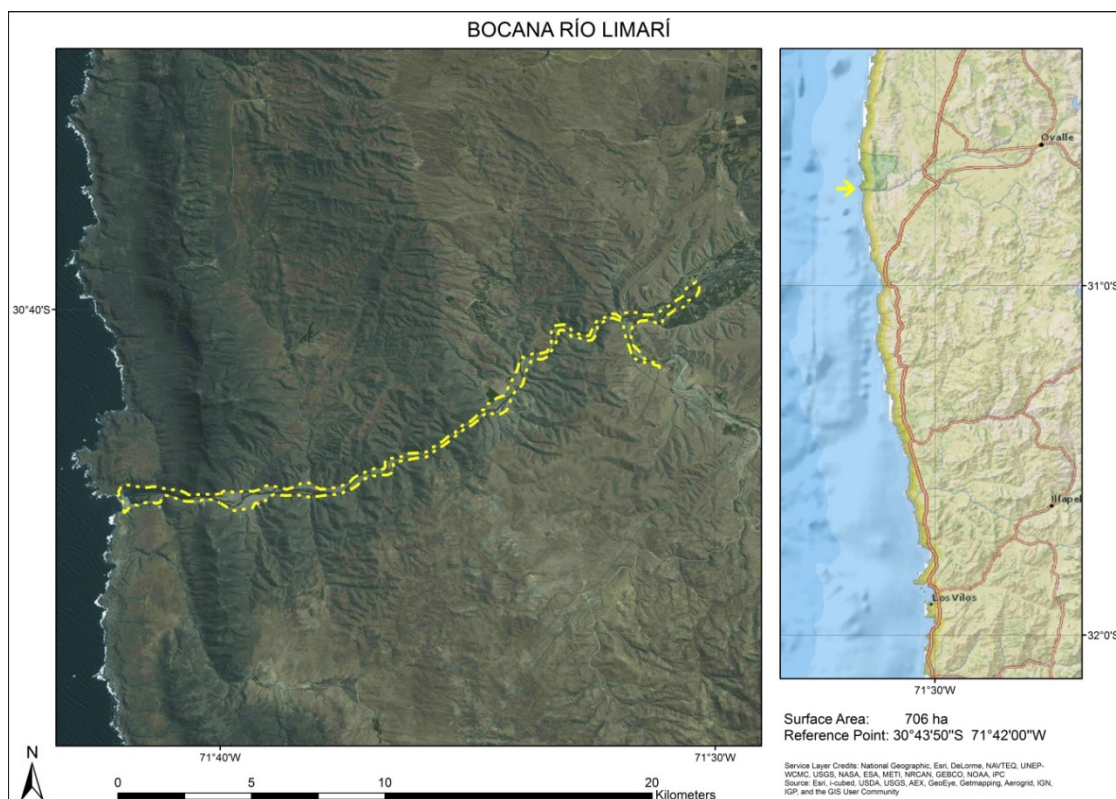 BOCANA RÍO LIMARÍ
30°40'S
71°40'W
71°30'W
N
0
5
10
20
Kilometers
Ovalle
31°0'S
Illapel
Los Vilos
32°0'S
71°30'W
Surface Area: 706 ha
Reference Point: 30°43'50"S 71°42'00"W
Service Layer Credits: National Geographic, Esri, DeLorme, NAVTEQ, UNEP-
WCMC, USGS, NASA, ESA, METI, NRCAN, GEBCO, NOAA, iPC
Source: Esri, i-cubed, USDA, USGS, AEX, GeoEye, Getmapping, Aerogrid, IGN,
IGP, and the GIS User Community